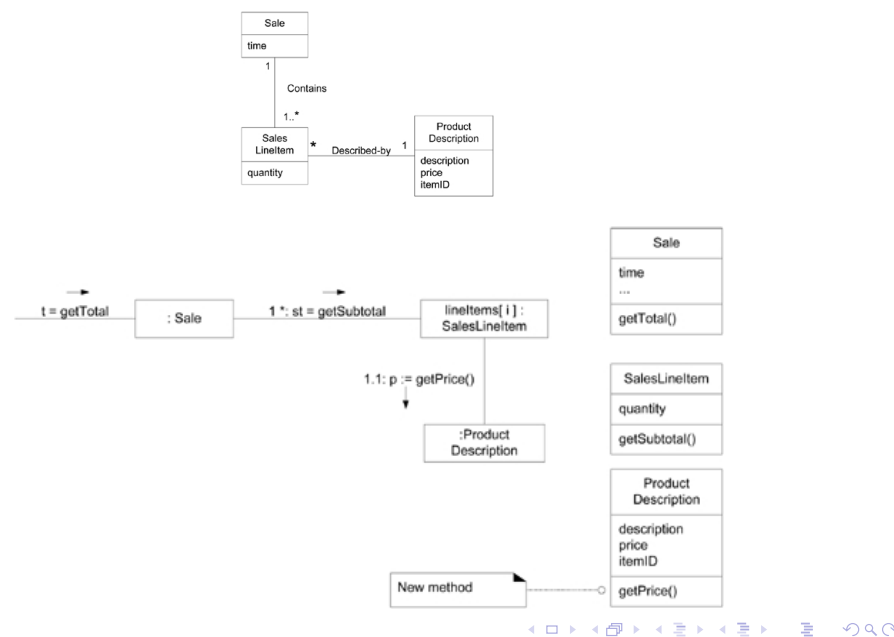 Sale
time
1
Contains
1..*
Sales
LineItem
quantity
*
Described-by
1
Product
Description
description
price
itemID
t = getTotal
: Sale
1 *: st = getSubtotal
lineItems[ i ] :
SalesLineItem
1.1: p := getPrice()
:Product
Description
Sale
time
...
getTotal()
SalesLineItem
quantity
getSubtotal()
Product
Description
description
price
itemID
getPrice()
New method